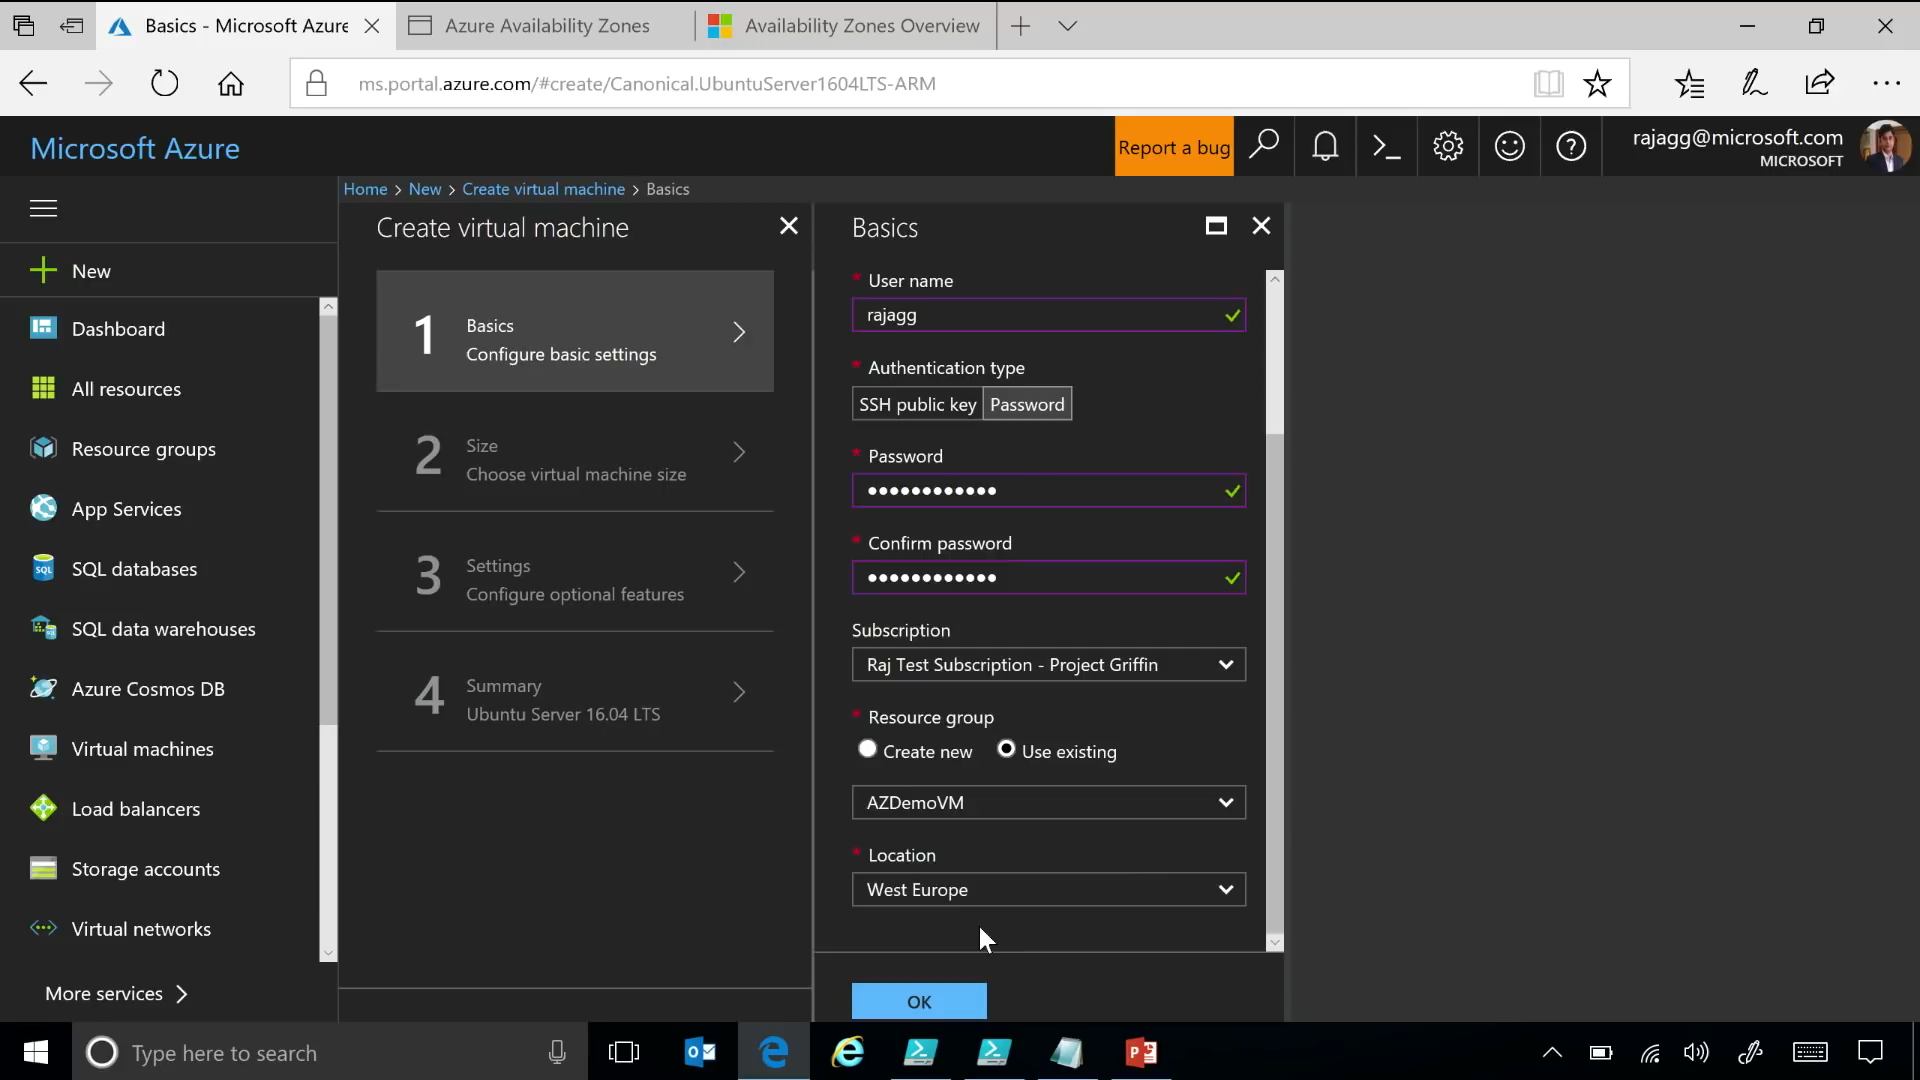 Basics - Microsoft Azure
Azure Availability Zones
Availability Zones Overview
ms.portal.azure.com/#create/Canonical.UbuntuServer1604LTS-ARM
Microsoft Azure
Report a bug
rajagg@microsoft.com
MICROSOFT
Home > New > Create virtual machine > Basics
New
Dashboard
All resources
Resource groups
App Services
SQL
SQL databases
SQL data warehouses
Azure Cosmos DB
Virtual machines
Load balancers
Storage accounts
Virtual networks
More services >
Create virtual machine
1
Basics
Configure basic settings
2
Size
Choose virtual machine size
3
Settings
Configure optional features
4
Summary
Ubuntu Server 16.04 LTS
Basics
* User name
rajagg
* Authentication type
SSH public key Password
* Password
••••••••••••
* Confirm password
••••••••••••
Subscription
Raj Test Subscription - Project Griffin
* Resource group
Create new Use existing
AZDemoVM
* Location
West Europe
OK
Type here to search